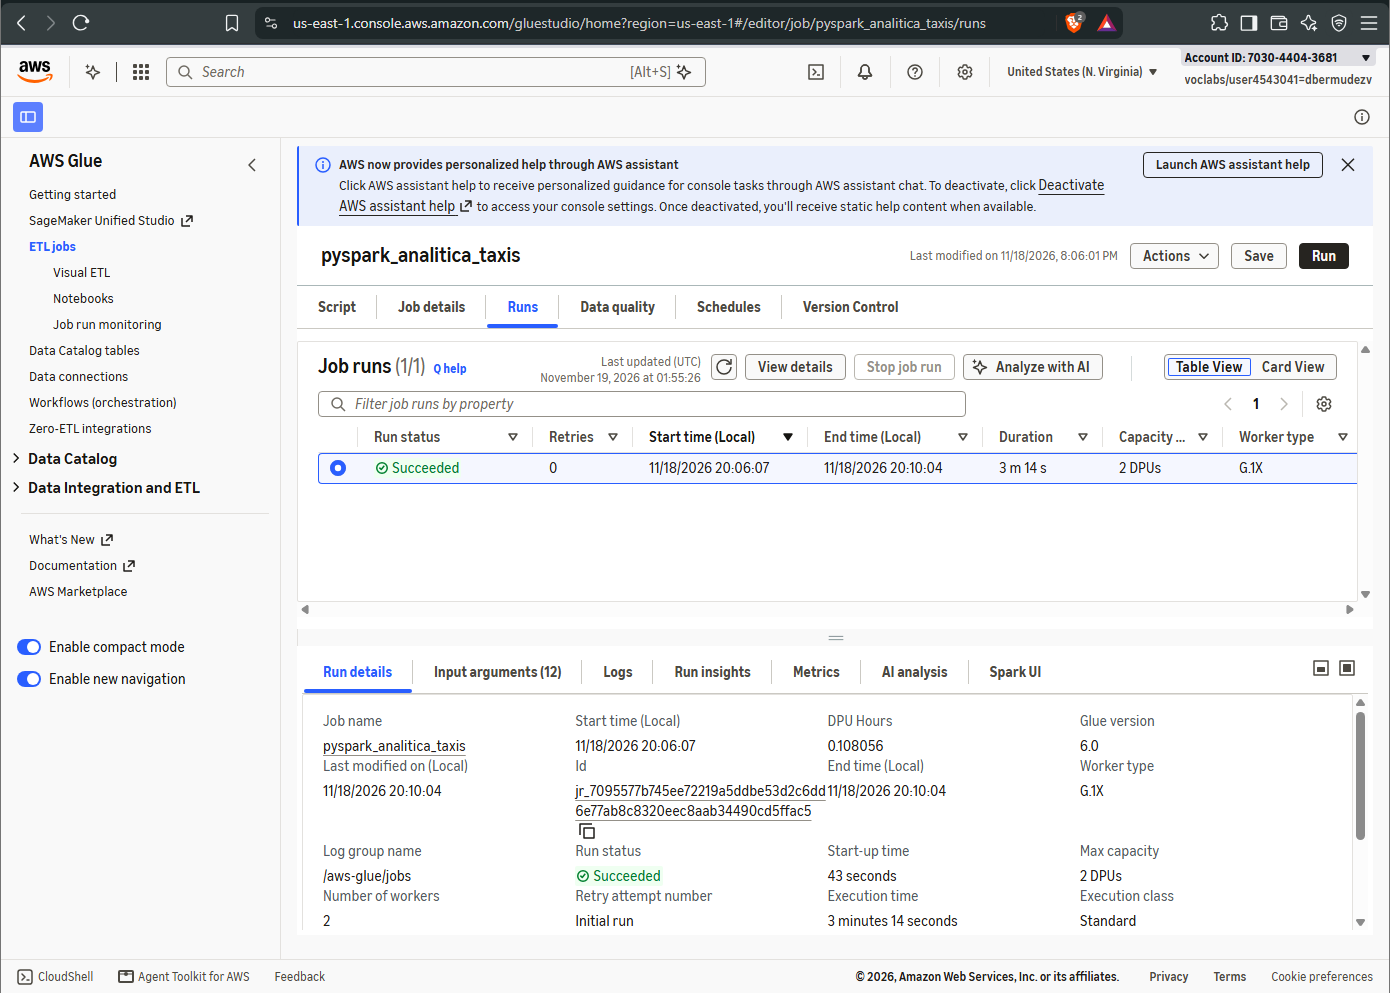 us-east-1.console.aws.amazon.com/gluestudio/home?region=us-east-1#/editor/job/pyspark_analitica_taxis/runs
2
aws
Search
[Alt+S]
United States (N. Virginia)
Account ID: 7030-4404-3681
voclabs/user4543041=dbermudezv
AWS Glue
Getting started
SageMaker Unified Studio
ETL jobs
Visual ETL
Notebooks
Job run monitoring
Data Catalog tables
Data connections
Workflows (orchestration)
Zero-ETL integrations
Data Catalog
Data Integration and ETL
What's New
Documentation
AWS Marketplace
Enable compact mode
Enable new navigation
AWS now provides personalized help through AWS assistant
Click AWS assistant help to receive personalized guidance for console tasks through AWS assistant chat. To deactivate, click Deactivate
AWS assistant help to access your console settings. Once deactivated, you'll receive static help content when available.
Launch AWS assistant help
pyspark_analitica_taxis
Last modified on 11/18/2026, 8:06:01 PM
Actions
Save
Run
Script
Job details
Runs
Data quality
Schedules
Version Control
Job runs (1/1) Q help
Last updated (UTC)
November 19, 2026 at 01:55:26
View details
Stop job run
Analyze with AI
Table View
Card View
Filter job runs by property
1
Run status Retries Start time (Local) End time (Local) Duration Capacity ... Worker type
Succeeded 0 11/18/2026 20:06:07 11/18/2026 20:10:04 3 m 14 s 2 DPUs G.1X
Run details
Input arguments (12)
Logs
Run insights
Metrics
AI analysis
Spark UI
Job name Start time (Local) DPU Hours Glue version
pyspark_analitica_taxis 11/18/2026 20:06:07 0.108056 6.0
Last modified on (Local) Id End time (Local) Worker type
11/18/2026 20:10:04 jr_7095577b745ee72219a5ddbe53d2c6dd 11/18/2026 20:10:04 G.1X
6e77ab8c8320eec8aab34490cd5ffac5
Log group name Run status Start-up time Max capacity
/aws-glue/jobs Succeeded 43 seconds 2 DPUs
Number of workers Retry attempt number Execution time Execution class
2 Initial run 3 minutes 14 seconds Standard
CloudShell
Agent Toolkit for AWS
Feedback
© 2026, Amazon Web Services, Inc. or its affiliates.
Privacy
Terms
Cookie preferences